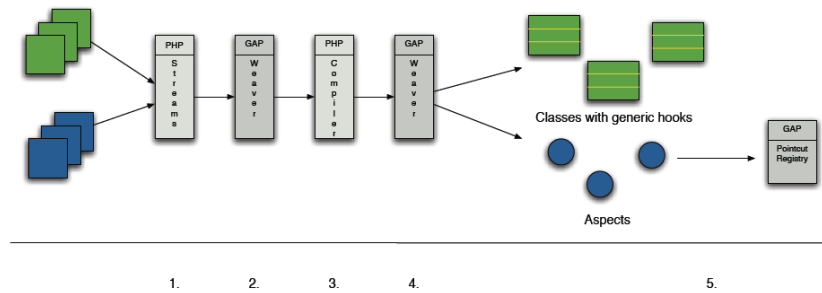 PHP
Streams
GAP
Weaver
PHP
Compiler
GAP
Weaver
Classes with generic hooks
GAP
Pointcut
Registry
Aspects
1. 2. 3. 4. 5.